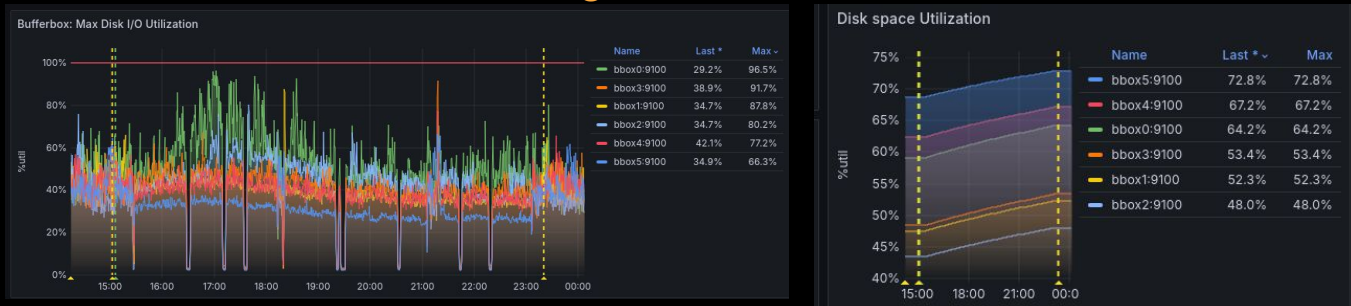 Bufferbox: Max Disk I/O Utilization
%util
100%
80%
60%
40%
20%
0%
15:00 16:00 17:00 18:00 19:00 20:00 21:00 22:00 23:00 00:00
Name Last * Max
bbox0:9100 29.2% 96.5%
bbox3:9100 38.9% 91.7%
bbox1:9100 34.7% 87.8%
bbox2:9100 34.7% 80.2%
bbox4:9100 42.1% 77.2%
bbox5:9100 34.9% 66.3%
Disk space Utilization
%util
75%
70%
65%
60%
55%
50%
45%
40%
15:00 18:00 21:00 00:0
Name Last * Max
bbox5:9100 72.8% 72.8%
bbox4:9100 67.2% 67.2%
bbox0:9100 64.2% 64.2%
bbox3:9100 53.4% 53.4%
bbox1:9100 52.3% 52.3%
bbox2:9100 48.0% 48.0%